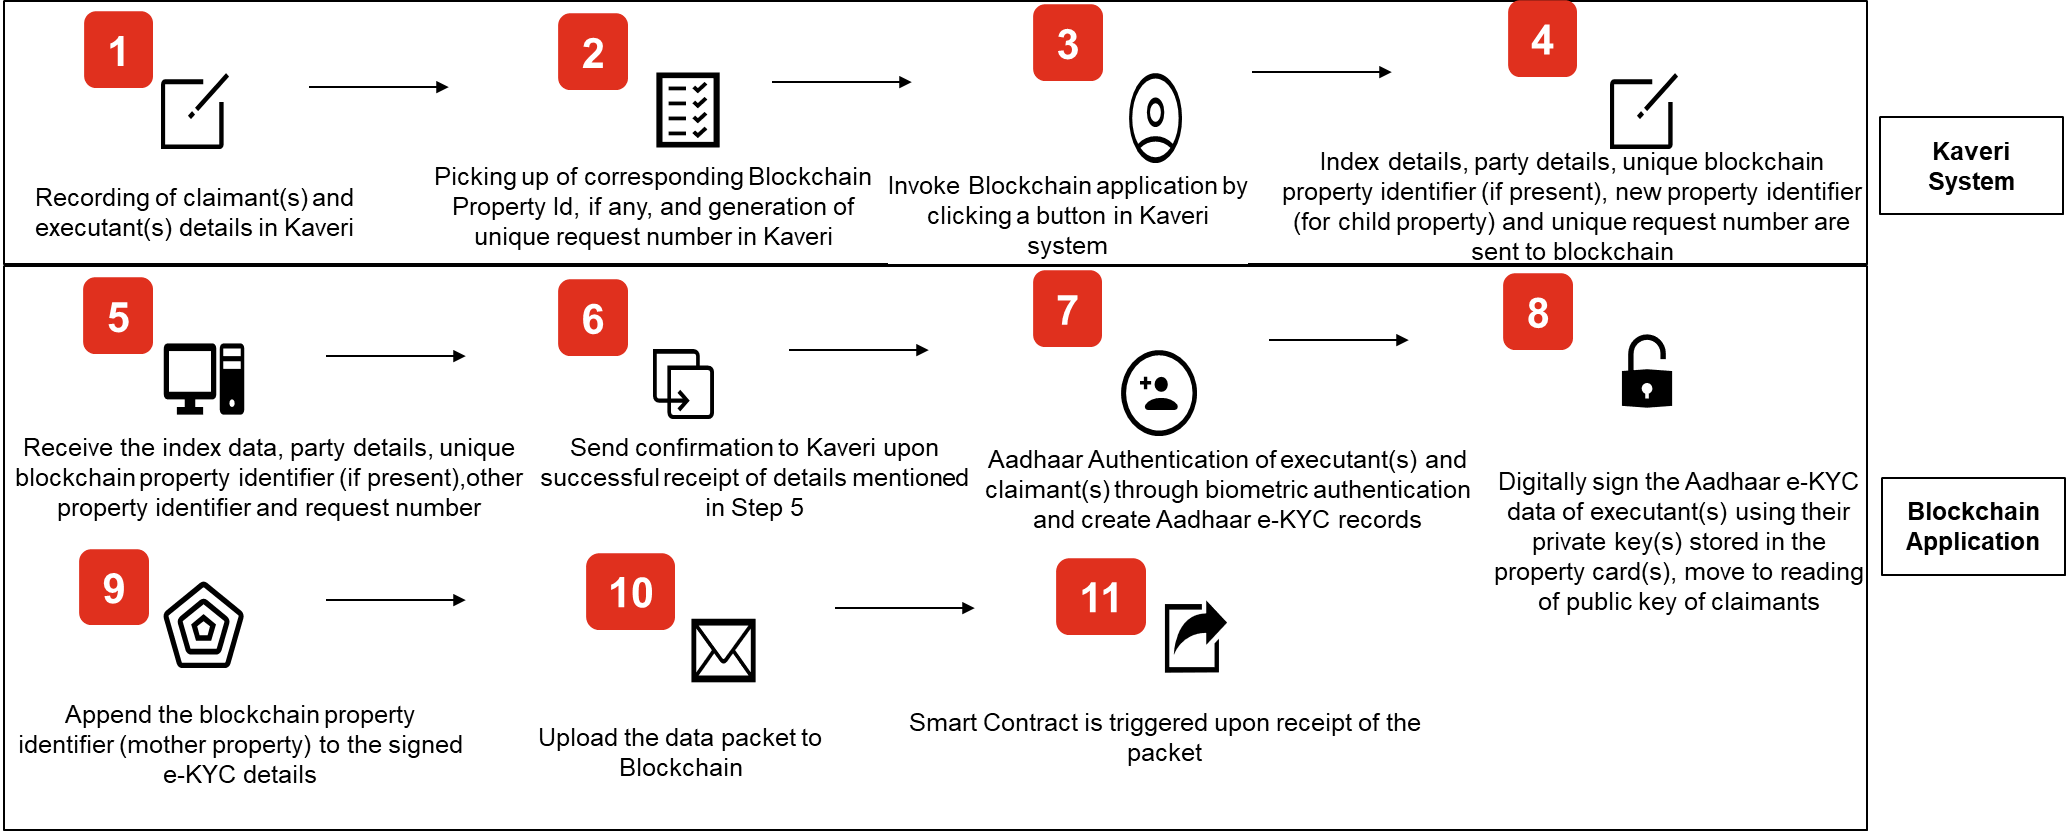 1
Recording of claimant(s) and
executant(s) details in Kaveri
2
Picking up of corresponding Blockchain
Property Id, if any, and generation of
unique request number in Kaveri
3
Invoke Blockchain application by
clicking a button in Kaveri
system
4
Index details, party details, unique blockchain
property identifier (if present), new property identifier
(for child property) and unique request number are
sent to blockchain
Kaveri
System
5
Receive the index data, party details, unique
blockchain property identifier (if present),other
property identifier and request number
6
Send confirmation to Kaveri upon
successful receipt of details mentioned
in Step 5
7
Aadhaar Authentication of executant(s) and
claimant(s) through biometric authentication
and create Aadhaar e-KYC records
8
Digitally sign the Aadhaar e-KYC
data of executant(s) using their
private key(s) stored in the
property card(s), move to reading
of public key of claimants
Blockchain
Application
9
Append the blockchain property
identifier (mother property) to the signed
e-KYC details
10
Upload the data packet to
Blockchain
11
Smart Contract is triggered upon receipt of the
packet